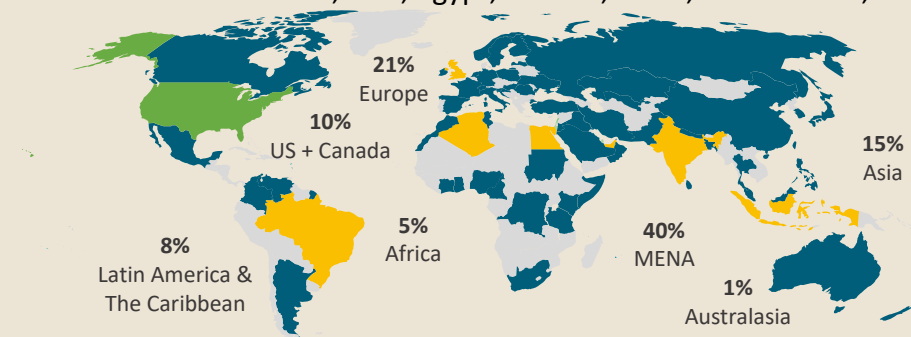 21%
Europe
10%
US + Canada
15%
Asia
5%
Africa
40%
MENA
8%
Latin America &
The Caribbean
1%
Australasia